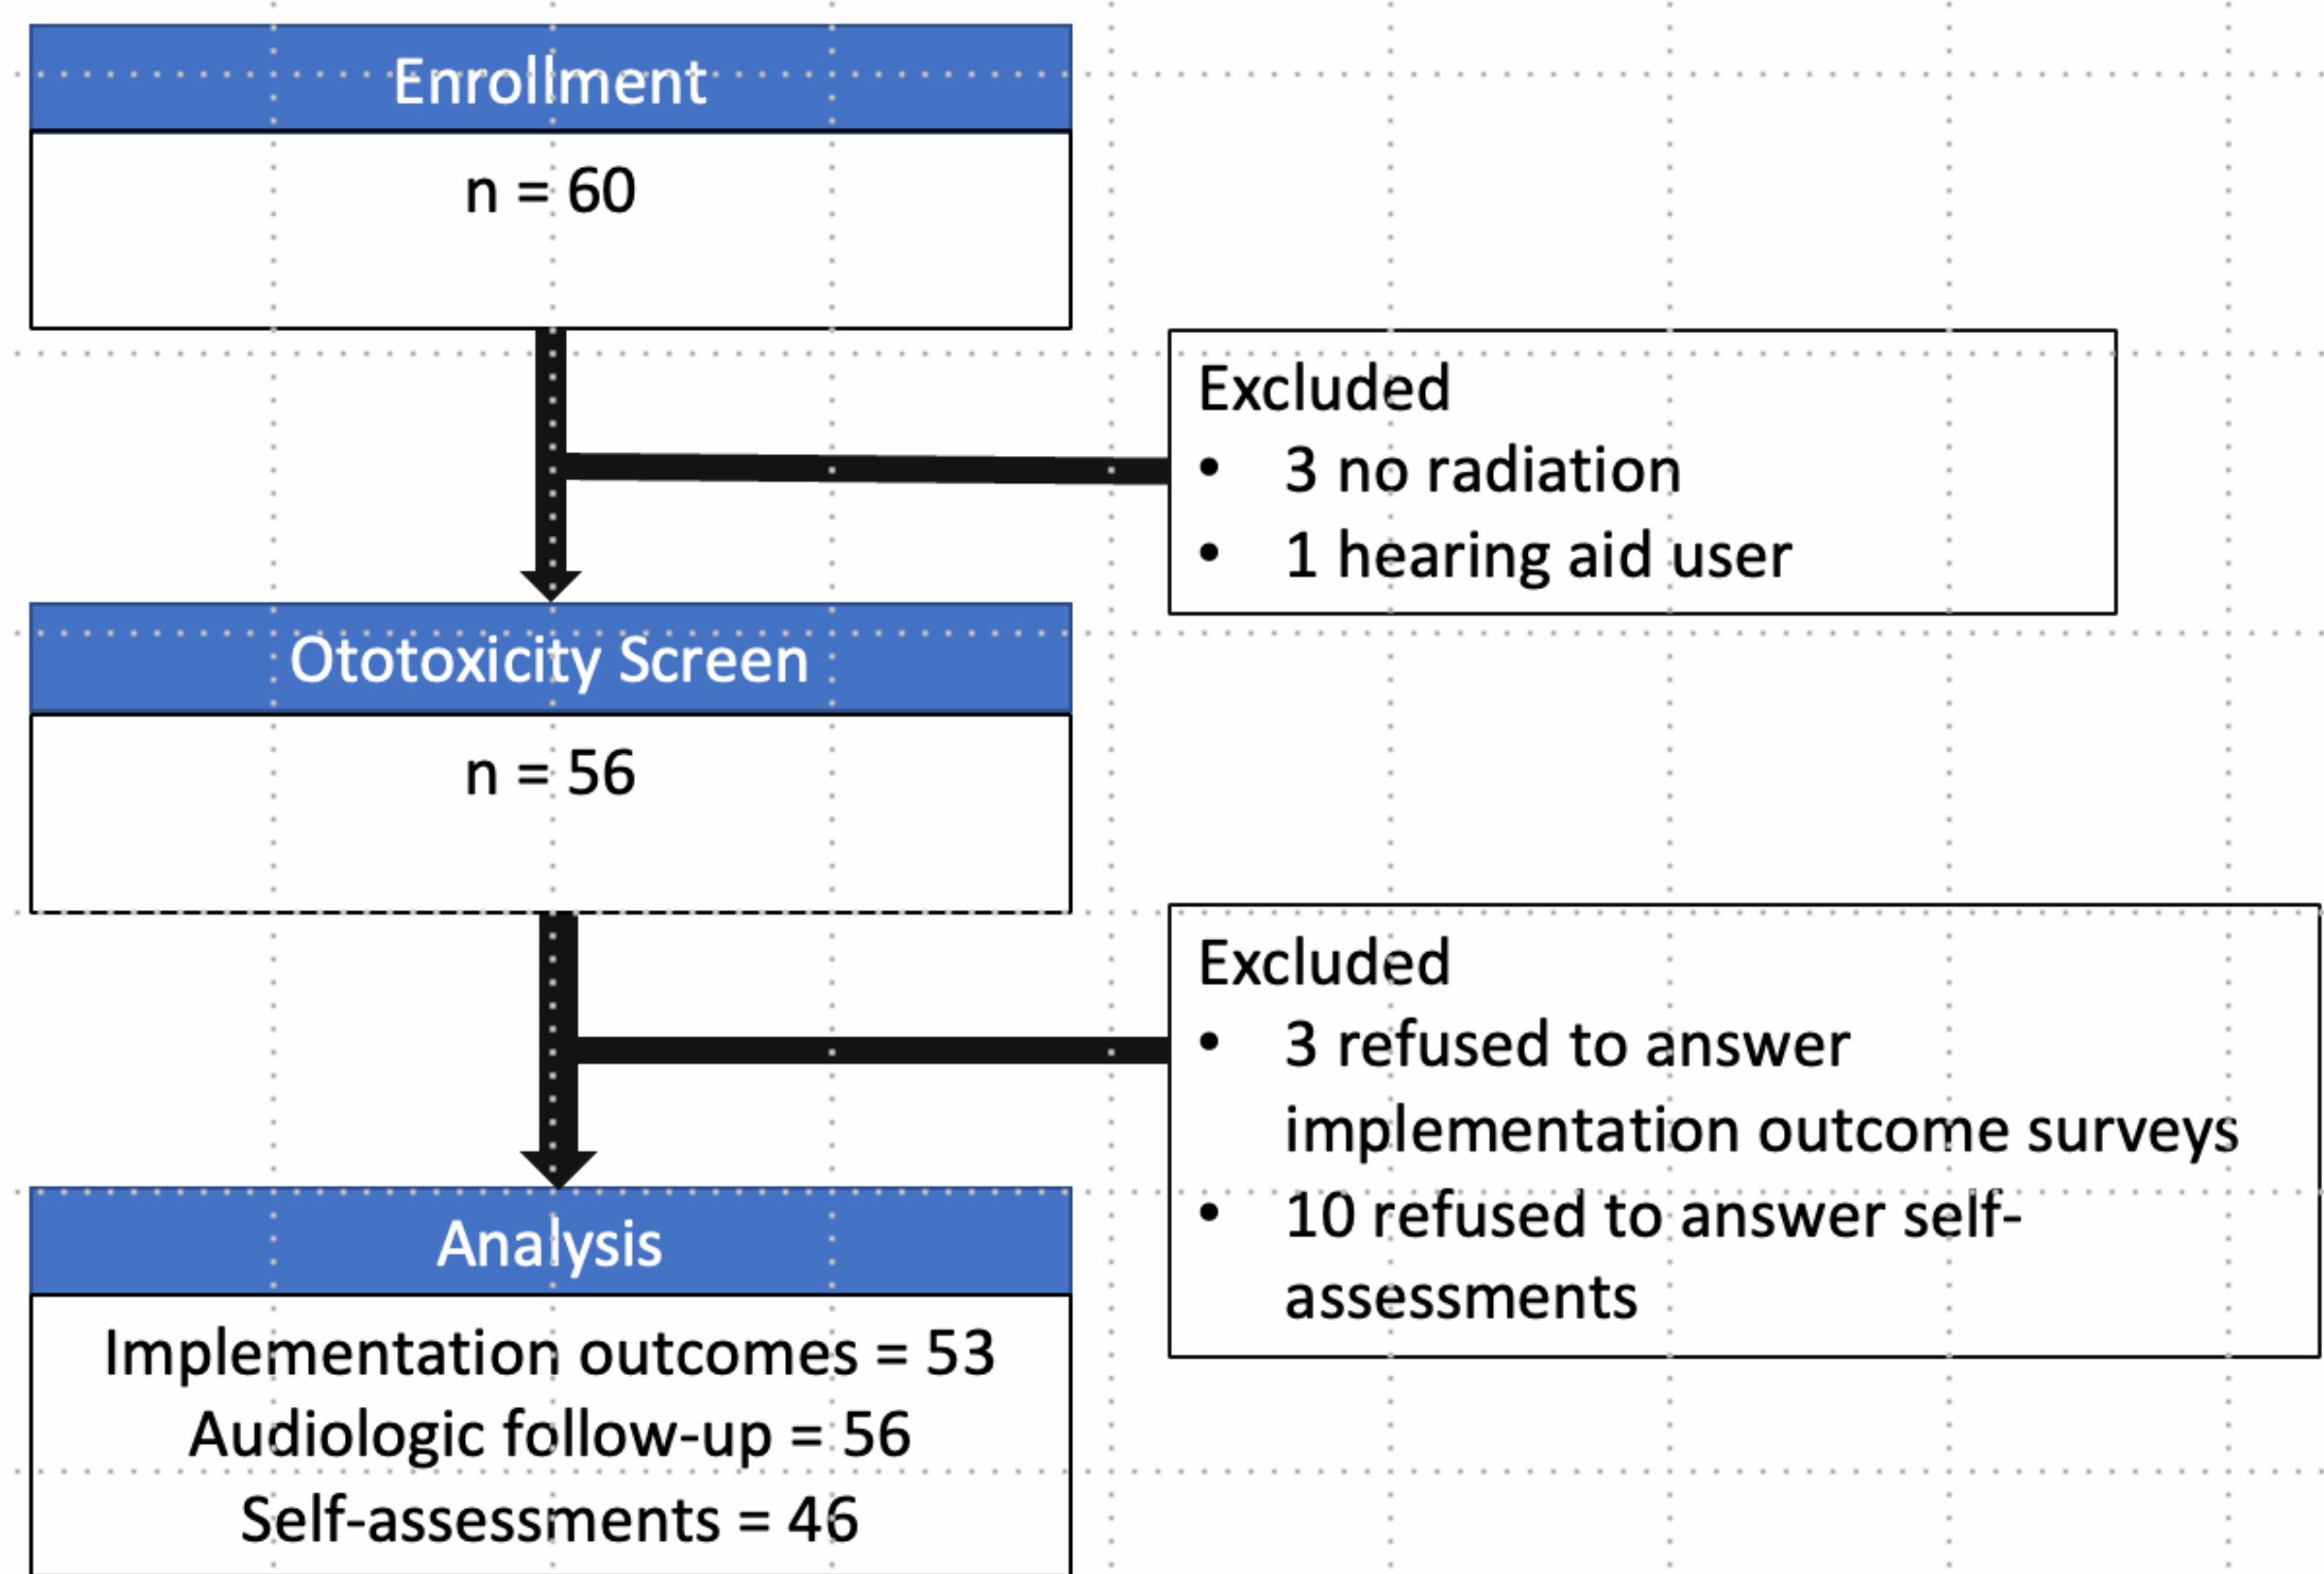 Enrollment
n = 60
Excluded
• 3 no radiation
• 1 hearing aid user
Ototoxicity Screen
n = 56
Excluded
• 3 refused to answer
implementation outcome surveys
• 10 refused to answer self-
assessments
Analysis
Implementation outcomes = 53
Audiologic follow-up = 56
Self-assessments = 46